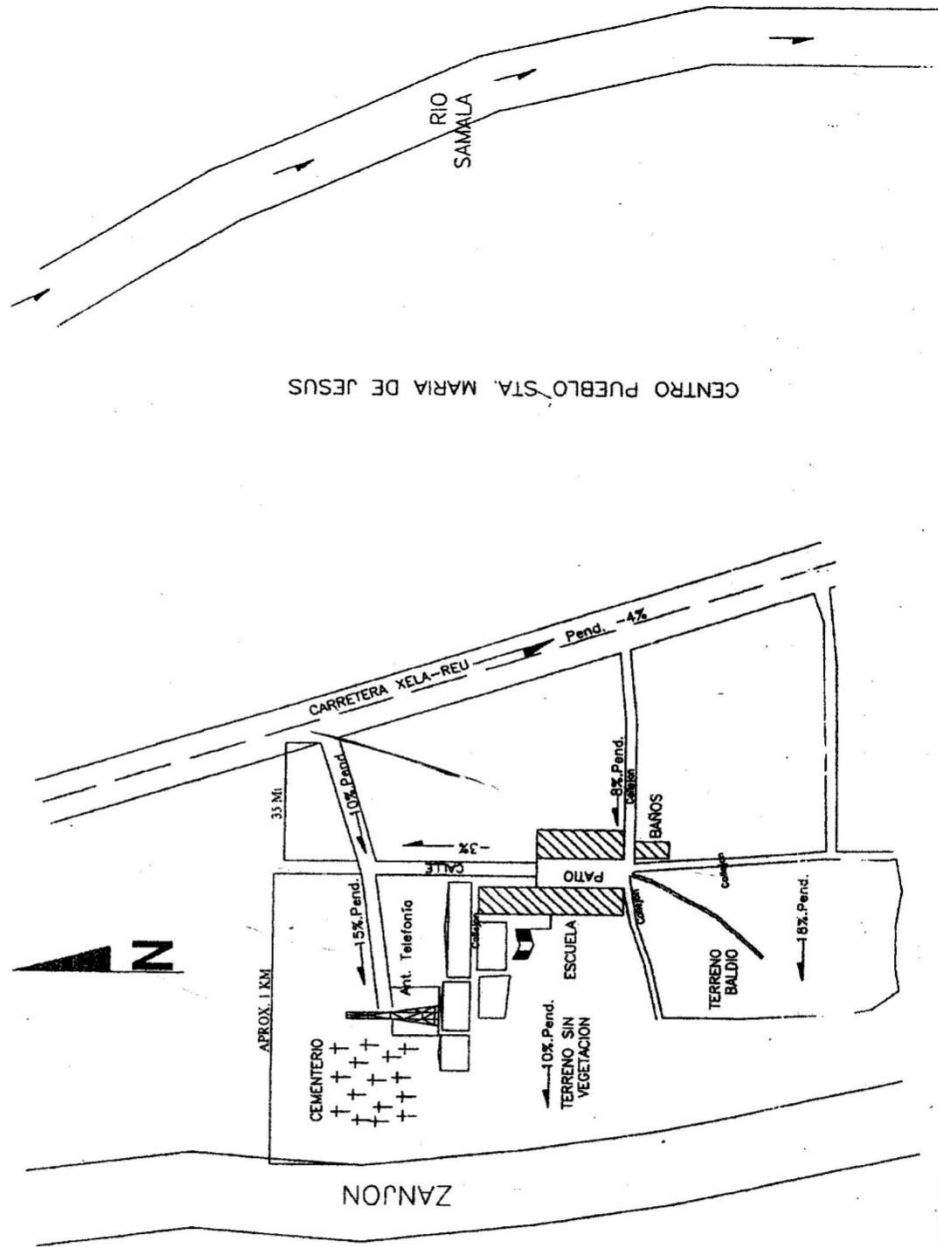 RIO
SAMALA
CENTRO PUEBLO STA. MARIA DE JESUS
CARRETERA XELA-REU
Pend. -4%
35 Mt
10%.Pend.
-3%
CALLE
15%.Pend.
Ant. Telefonía
APROX. 1 KM
N
CEMENTERIO
Callejon
PATIO
-8%.Pend.
Callejon
BAÑOS
Callejon
Callejon
ESCUELA
10%.Pend.
TERRENO SIN
VEGETACION
TERRENO
BALDIO
18%.Pend.
ZANJON